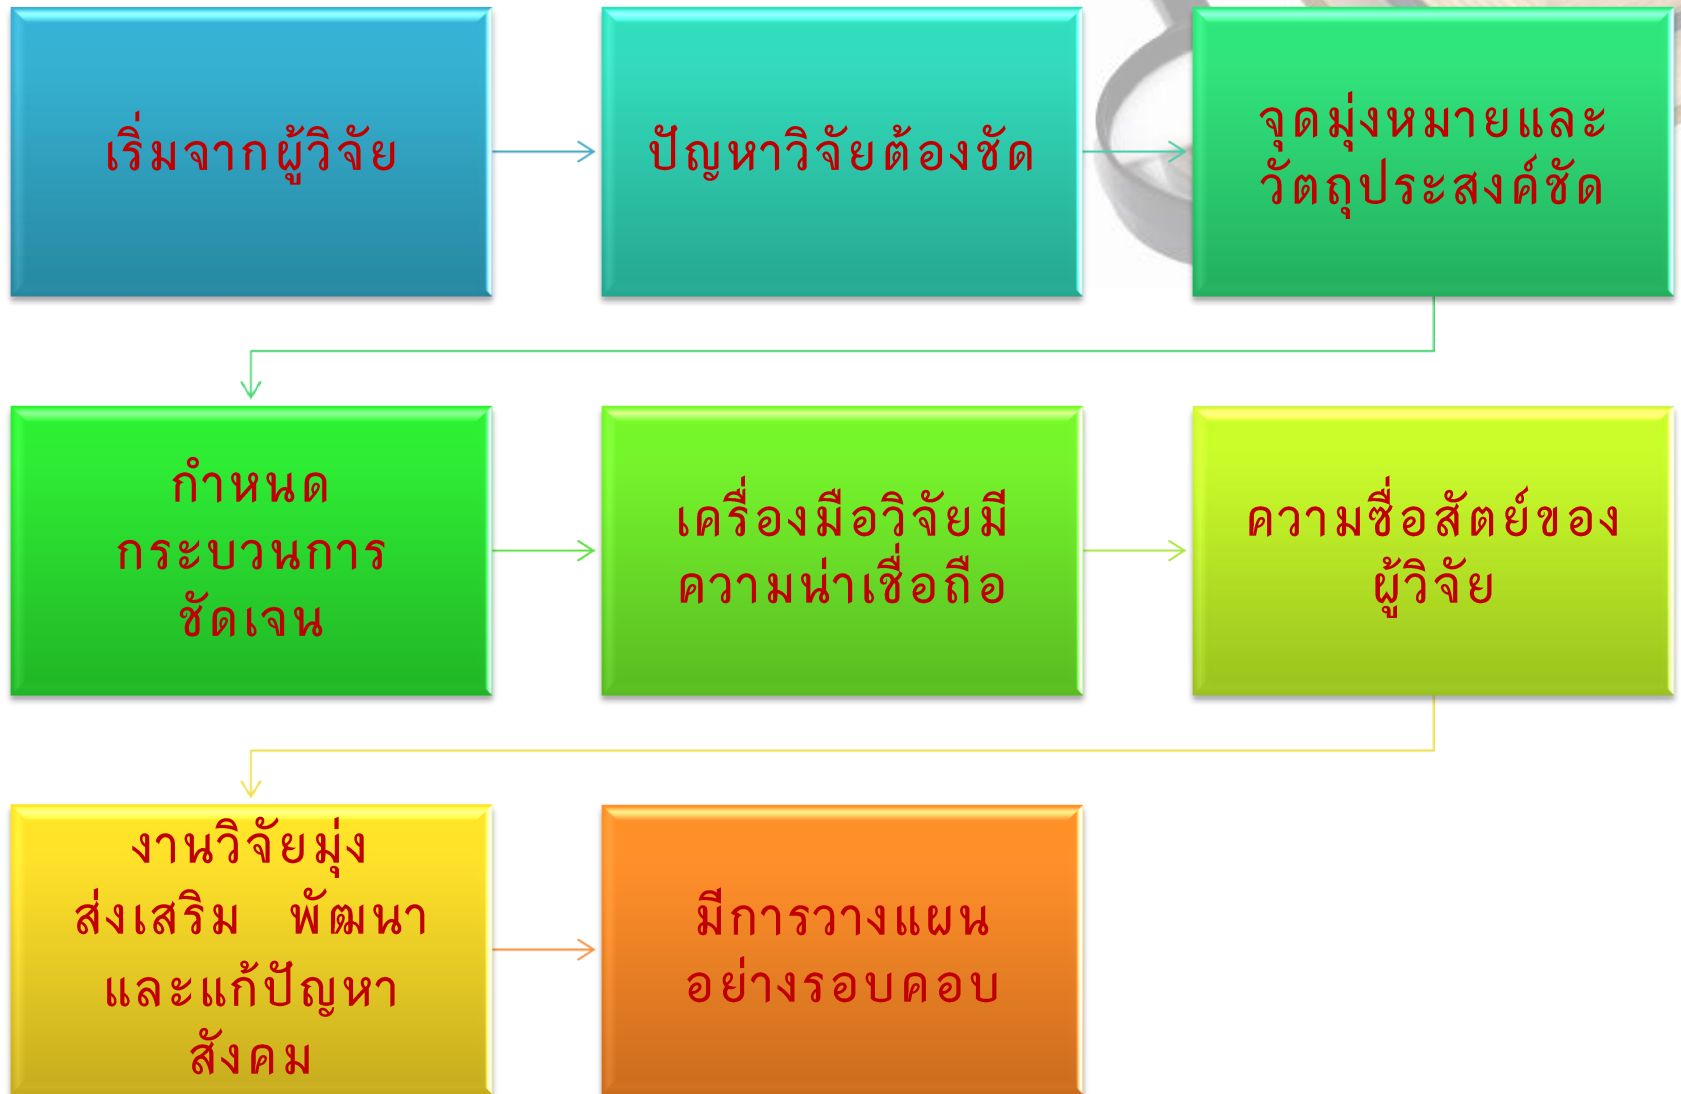 เริ่มจากผู้วิจัย
ปัญหาวิจัยต้องชัด
จุดมุ่งหมายและ
วัตถุประสงค์ชัด
กำหนด
กระบวนการ
ชัดเจน
เครื่องมือวิจัยมี
ความน่าเชื่อถือ
ความซื่อสัตย์ของ
ผู้วิจัย
งานวิจัยมุ่ง
ส่งเสริม พัฒนา
และแก้ปัญหา
สังคม
มีการวางแผน
อย่างรอบคอบ